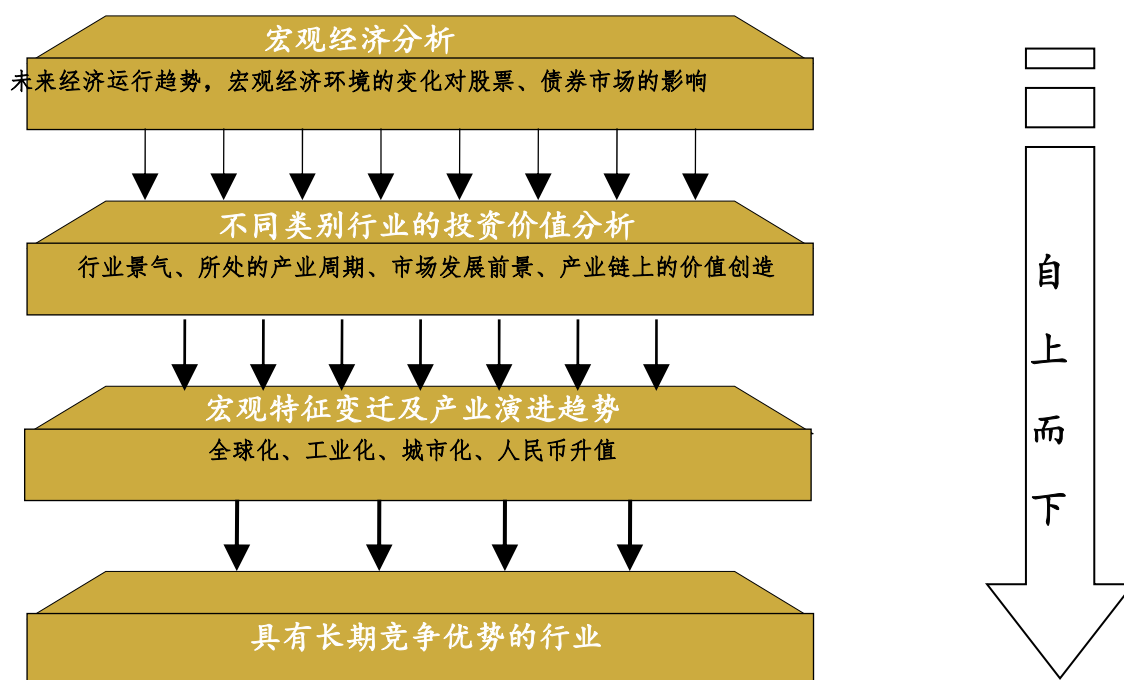 宏观经济分析
未来经济运行趋势，宏观经济环境的变化对股票、债券市场的影响
不同类别行业的投资价值分析
行业景气、所处的产业周期、市场发展前景、产业链上的价值创造
宏观特征变迁及产业演进趋势
全球化、工业化、城市化、人民币升值
具有长期竞争优势的行业
自
上
而
下